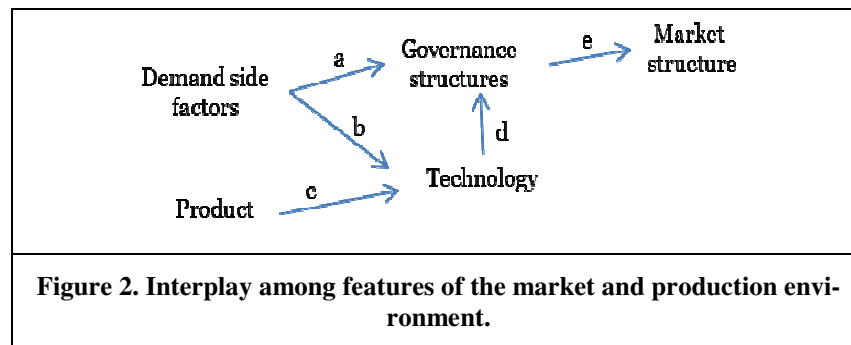 Governance
structures
e
Market
structure
a
Demand side
factors
b
d
Technology
c
Product
Figure 2. Interplay among features of the market and production envi-
ronment.